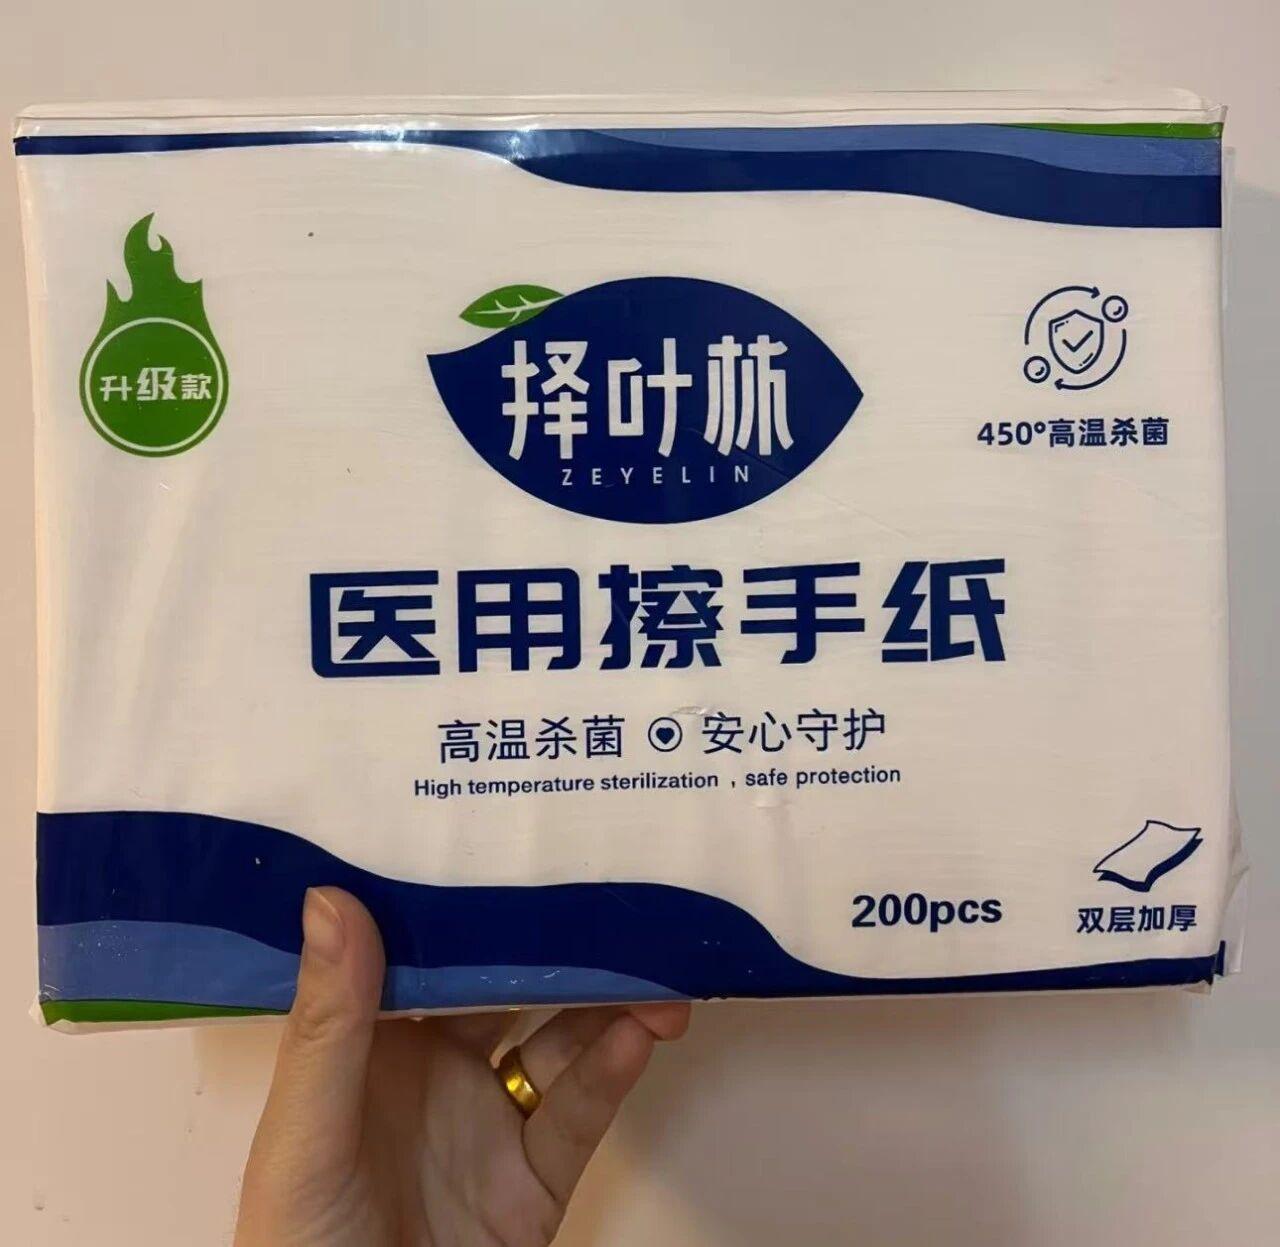 升级款
择叶林
ZEYELIN
450°高温杀菌
医用擦手纸
高温杀菌 安心守护
High temperature sterilization , safe protection
200pcs
双层加厚